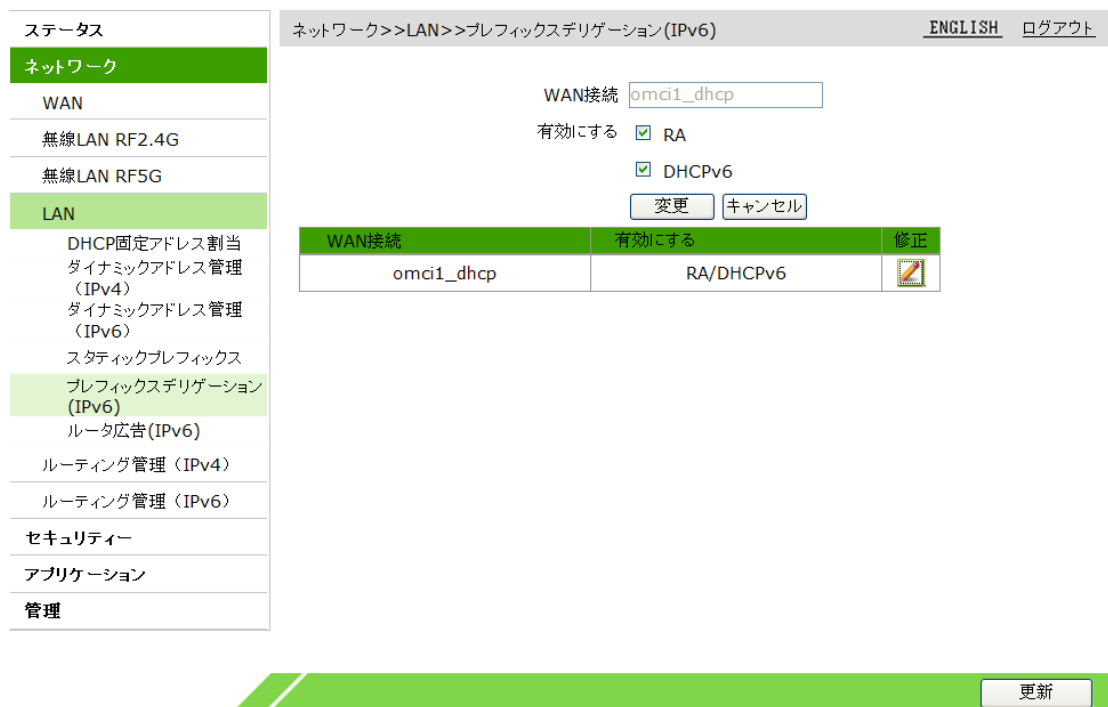 ステータス
ネットワーク
WAN
無線LAN RF2.4G
無線LAN RF5G
LAN
DHCP固定アドレス割当
ダイナミックアドレス管理
（IPv4）
ダイナミックアドレス管理
（IPv6）
スタティックプレフィックス
プレフィックスデリゲーション
(IPv6)
ルータ広告(IPv6)
ルーティング管理（IPv4）
ルーティング管理（IPv6）
セキュリティー
アプリケーション
管理
ネットワーク>>LAN>>プレフィックスデリゲーション(IPv6)
ENGLISH ログアウト
WAN接続 omci1_dhcp
有効にする RA
DHCPv6
変更 キャンセル
WAN接続 有効にする 修正
omci1_dhcp RA/DHCPv6
更新